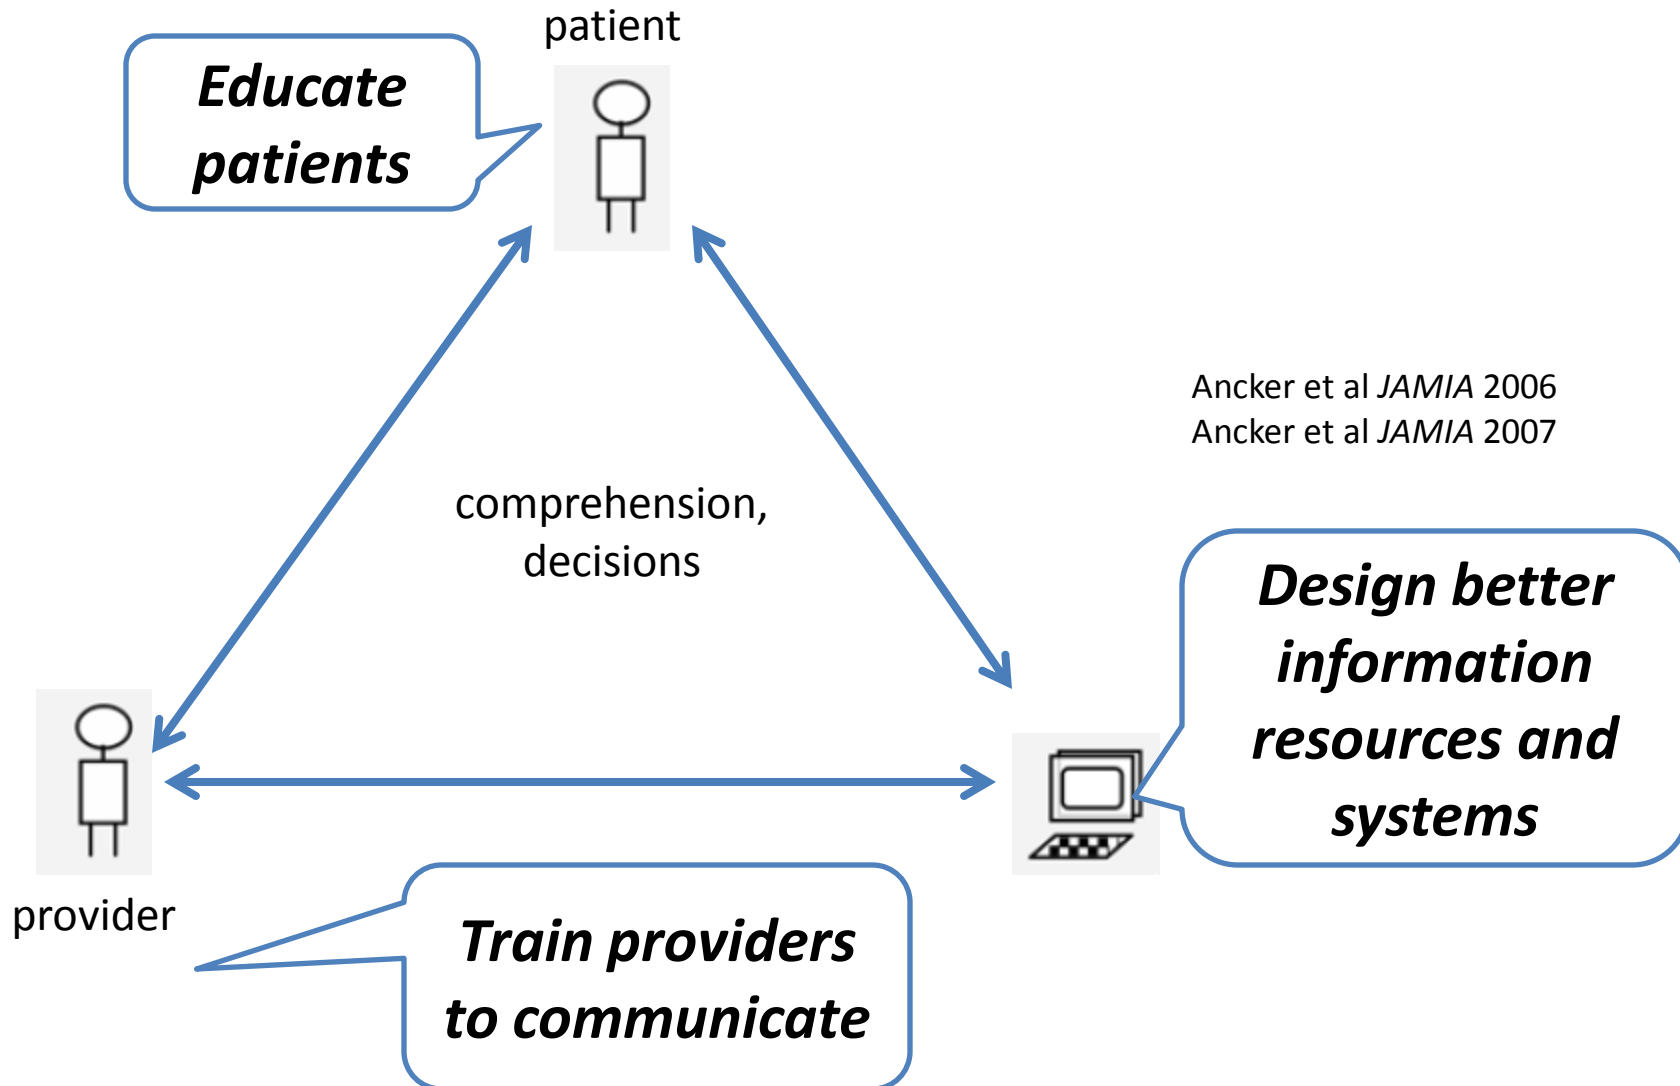 patient
Educate
patients
Ancker et al JAMIA 2006
Ancker et al JAMIA 2007
comprehension,
decisions
Design better
information
resources and
systems
provider
Train providers
to communicate